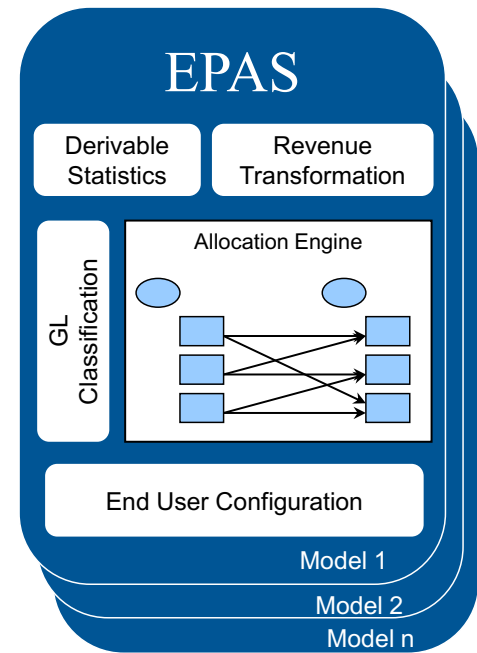 EPAS
Derivable
Statistics
Revenue
Transformation
GL
Classification
Allocation Engine
End User Configuration
Model 1
Model 2
Model n